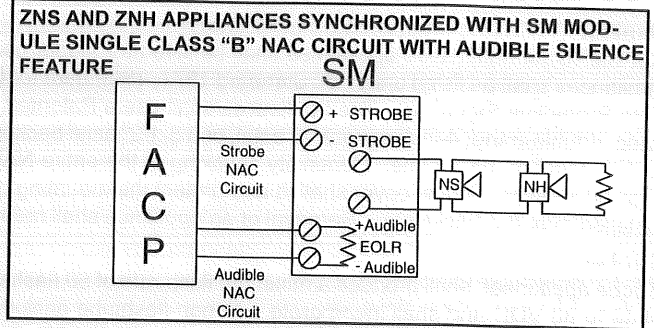 ZNS AND ZNH APPLIANCES SYNCHRONIZED WITH SM MOD-
ULE SINGLE CLASS “B” NAC CIRCUIT WITH AUDIBLE SILENCE
FEATURE
SM
F
A
C
P
+ STROBE
- STROBE
Strobe
NAC
Circuit
NS
NH
+Audible
EOLR
- Audible
Audible
NAC
Circuit